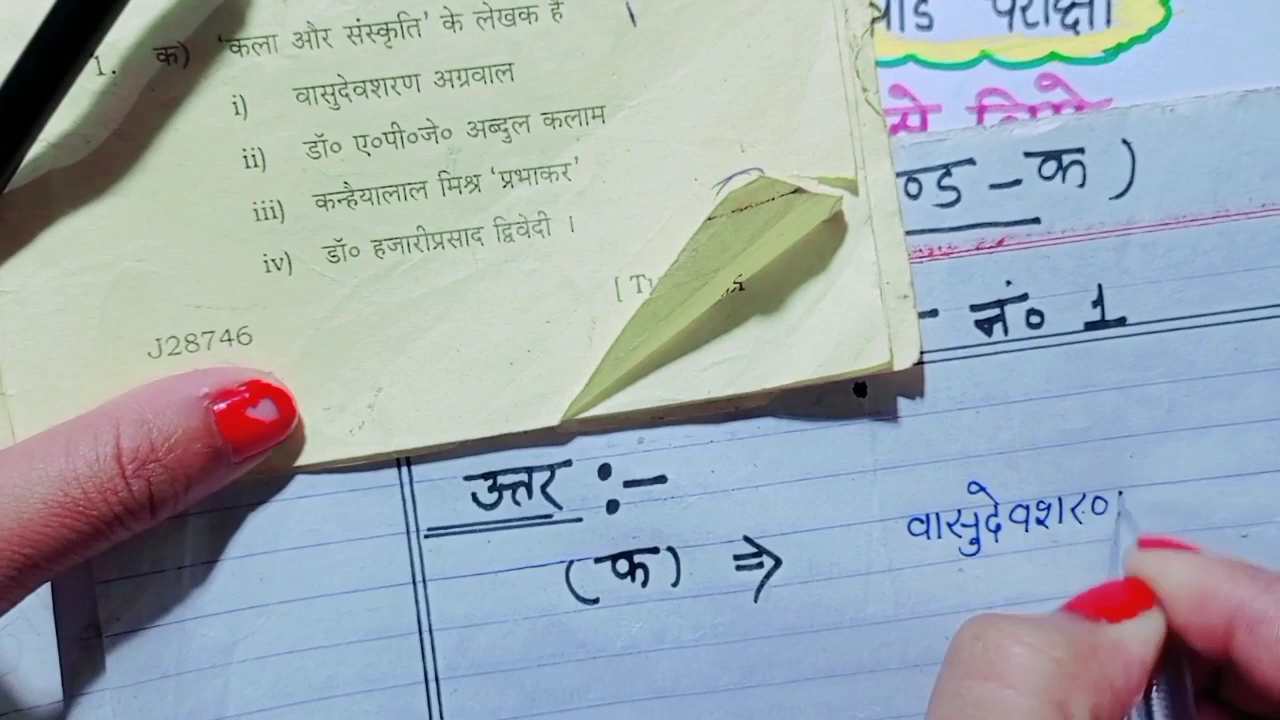 1. क) 'कला और संस्कृति' के लेखक हैं
i) वासुदेवशरण अग्रवाल
ii) डॉ० ए०पी०जे० अब्दुल कलाम
iii) कन्हैयालाल मिश्र 'प्रभाकर'
iv) डॉ० हजारीप्रसाद द्विवेदी ।
J28746
परीक्षा
से लिखे
– क )
नं० 1
उत्तर :-
(क) ⇒ वासुदेवशरण